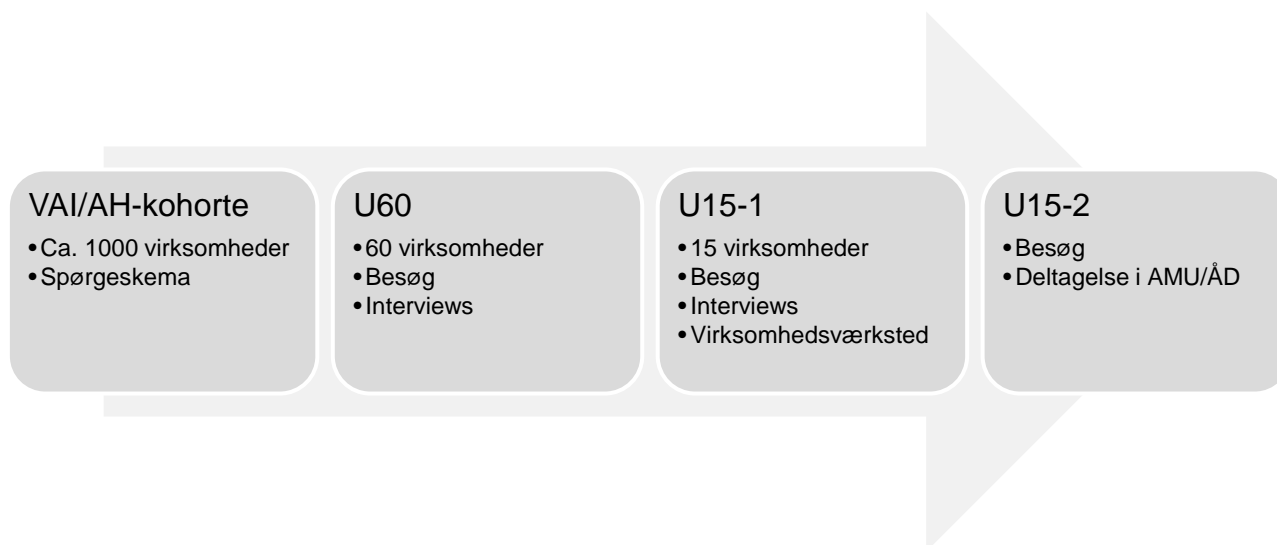 VAI/AH-kohorte
•Ca. 1000 virksomheder
•Spørgeskema
U60
•60 virksomheder
•Besøg
•Interviews
U15-1
•15 virksomheder
•Besøg
•Interviews
•Virksomhedsværksted
U15-2
•Besøg
•Deltagelse i AMU/ÅD